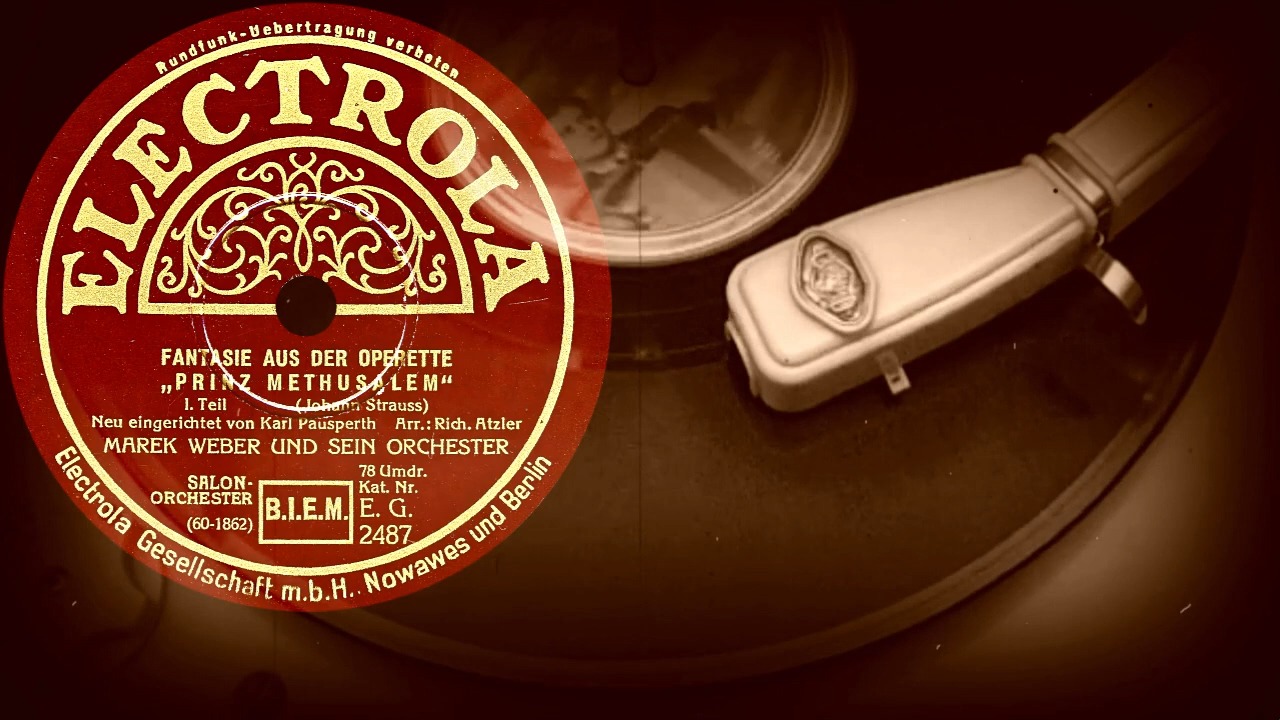 Rundfunk-Uebertragung verboten
ELECTROLA
FANTASIE AUS DER OPERETTE
„PRINZ METHUSALEM“
I. Teil (Johann Strauss)
Neu eingerichtet von Karl Pausperth Arr.: Rich. Atzler
MAREK WEBER UND SEIN ORCHESTER
SALON-
ORCHESTER
(60-1862)
B.I.E.M.
78 Umdr.
Kat. Nr.
E. G.
2487
Electrola Gesellschaft m.b.H. Nowawes und Berlin